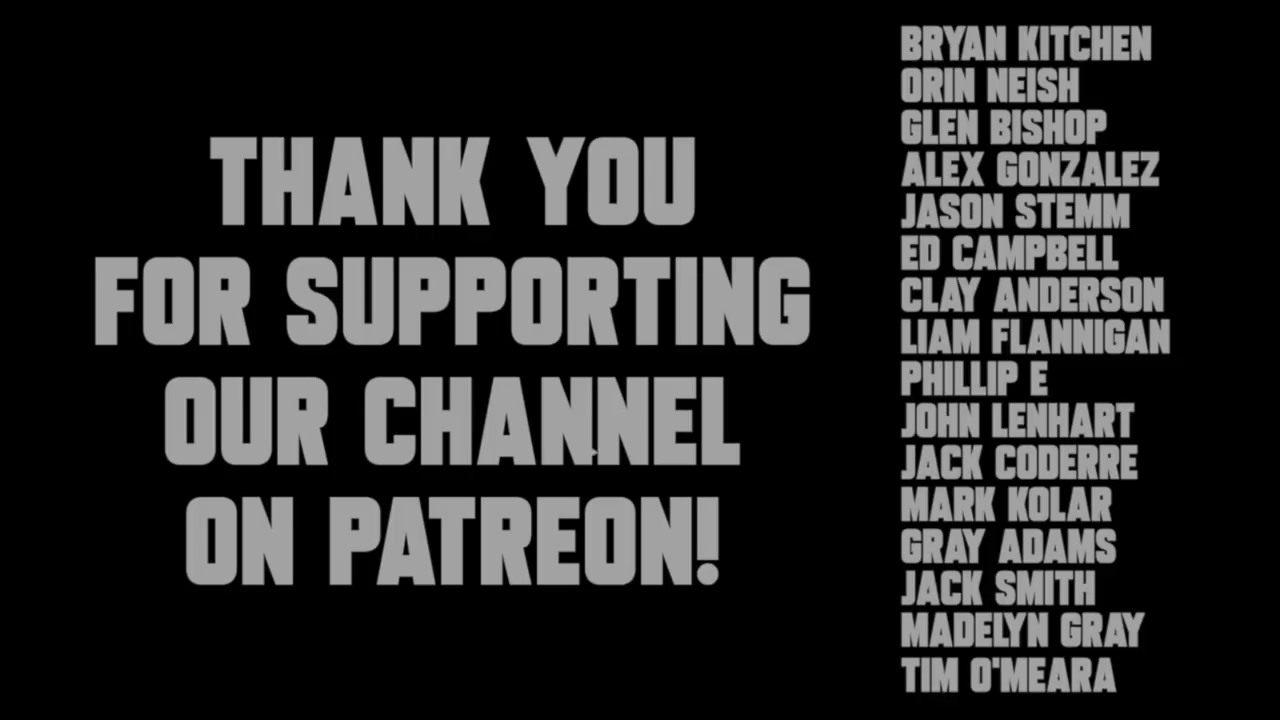 THANK YOU
FOR SUPPORTING
OUR CHANNEL
ON PATREON!
BRYAN KITCHEN
ORIN NEISH
GLEN BISHOP
ALEX GONZALEZ
JASON STEMM
ED CAMPBELL
CLAY ANDERSON
LIAM FLANNIGAN
PHILLIP E
JOHN LENHART
JACK CODERRE
MARK KOLAR
GRAY ADAMS
JACK SMITH
MADELYN GRAY
TIM O'MEARA